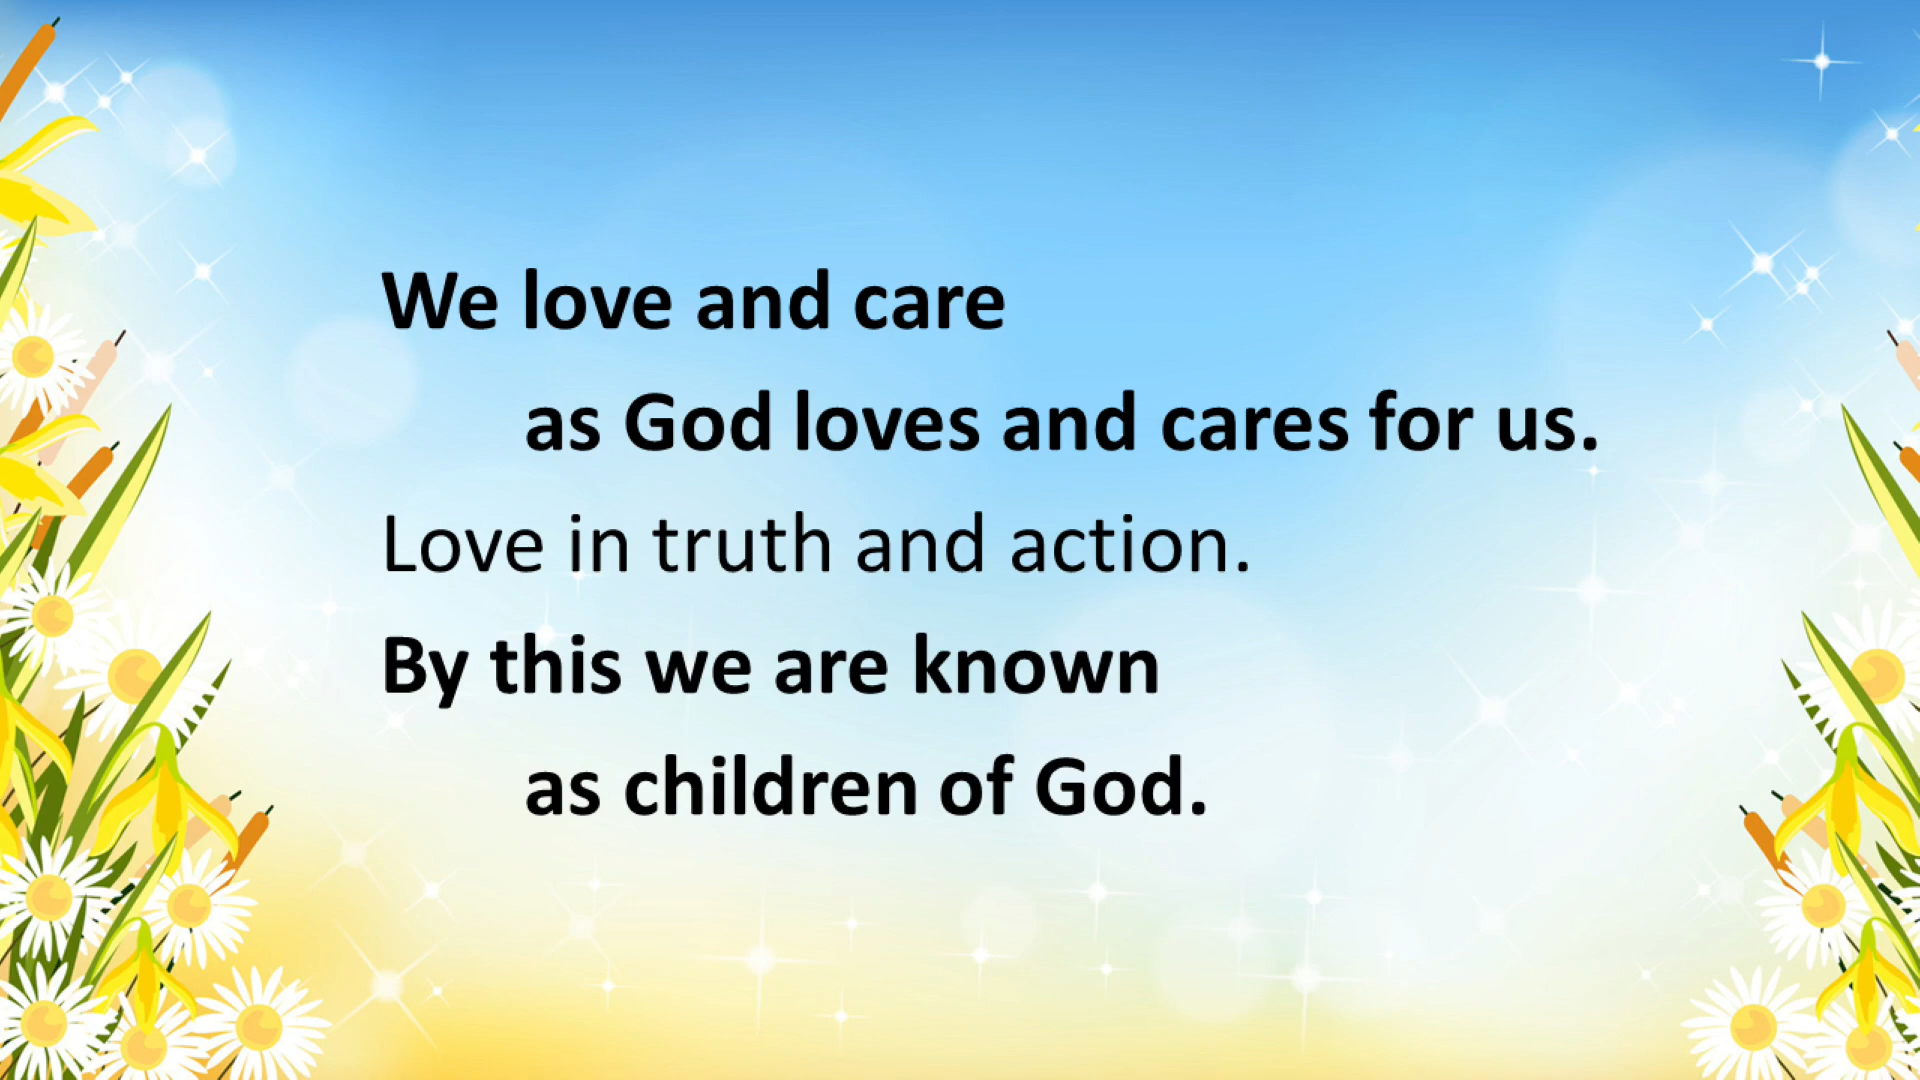 We love and care
as God loves and cares for us.
Love in truth and action.
By this we are known
as children of God.